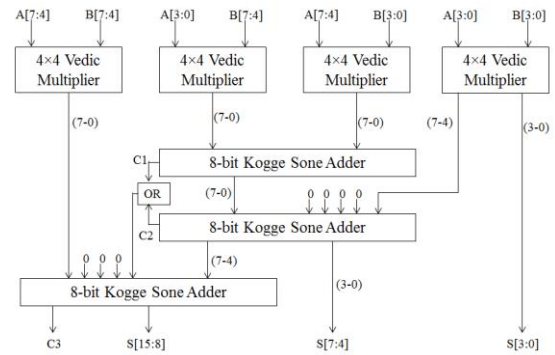 A[7:4] B[7:4] A[3:0] B[7:4] A[7:4] B[3:0] A[3:0] B[3:0]
4×4 Vedic Multiplier
4×4 Vedic Multiplier
4×4 Vedic Multiplier
4×4 Vedic Multiplier
(7-0) (7-0) (7-0) (7-4) (3-0)
C1 8-bit Kogge Sone Adder
OR (7-0) 0 0 0 0
C2 8-bit Kogge Sone Adder
0 0 0 (7-4) (3-0)
8-bit Kogge Sone Adder
C3 S[15:8] S[7:4] S[3:0]